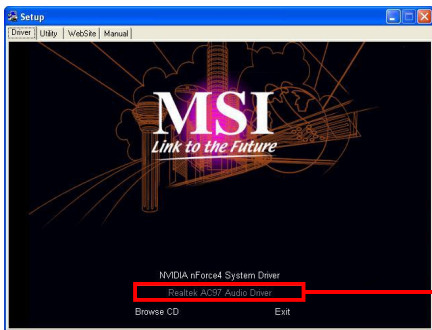 Setup
Driver Utility WebSite Manual
MSI
Link to the Future
NVIDIA nForce4 System Driver
Realtek AC97 Audio Driver
Browse CD Exit